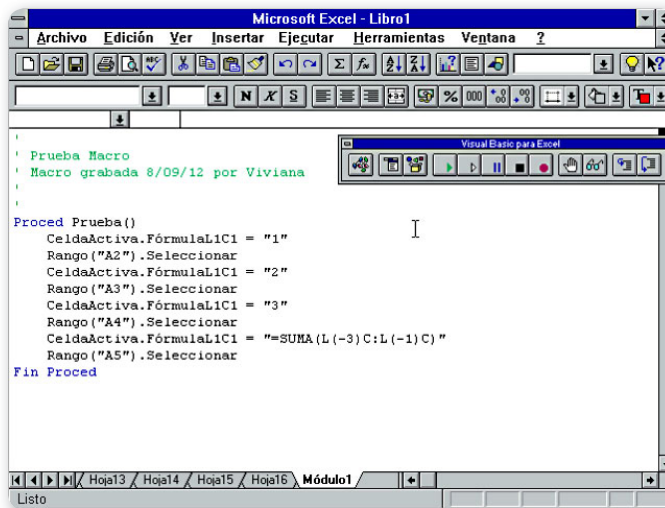 Microsoft Excel - Libro1
Archivo Edición Ver Insertar Ejecutar Herramientas Ventana ?
N X S % 000
Visual Basic para Excel
'
' Prueba Macro
' Macro grabada 8/09/12 por Viviana
'
'
Proced Prueba()
CeldaActiva.FórmulaL1C1 = "1"
Rango("A2").Seleccionar
CeldaActiva.FórmulaL1C1 = "2"
Rango("A3").Seleccionar
CeldaActiva.FórmulaL1C1 = "3"
Rango("A4").Seleccionar
CeldaActiva.FórmulaL1C1 = "=SUMA(L(-3)C:L(-1)C)"
Rango("A5").Seleccionar
Fin Proced
Hoja13 Hoja14 Hoja15 Hoja16 Módulo1
Listo